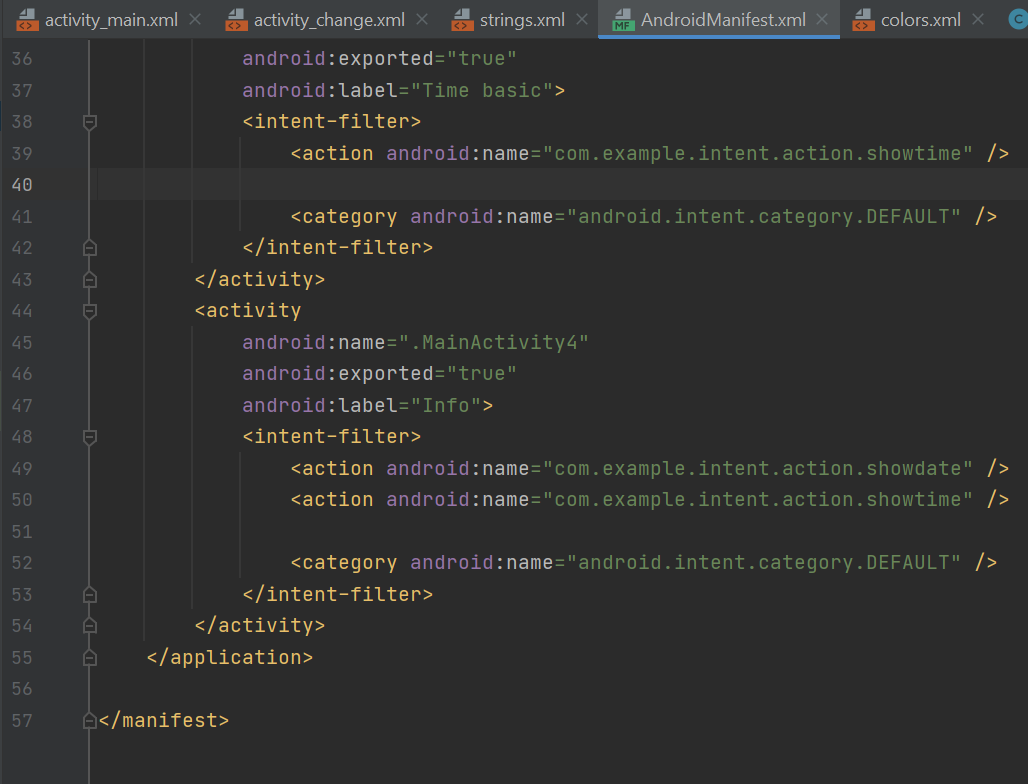 activity_main.xml activity_change.xml strings.xml AndroidManifest.xml colors.xml C
36 android:exported="true"
37 android:label="Time basic">
38 <intent-filter>
39 <action android:name="com.example.intent.action.showtime" />
40
41 <category android:name="android.intent.category.DEFAULT" />
42 </intent-filter>
43 </activity>
44 <activity
45 android:name=".MainActivity4"
46 android:exported="true"
47 android:label="Info">
48 <intent-filter>
49 <action android:name="com.example.intent.action.showdate" />
50 <action android:name="com.example.intent.action.showtime" />
51
52 <category android:name="android.intent.category.DEFAULT" />
53 </intent-filter>
54 </activity>
55 </application>
56
57 </manifest>